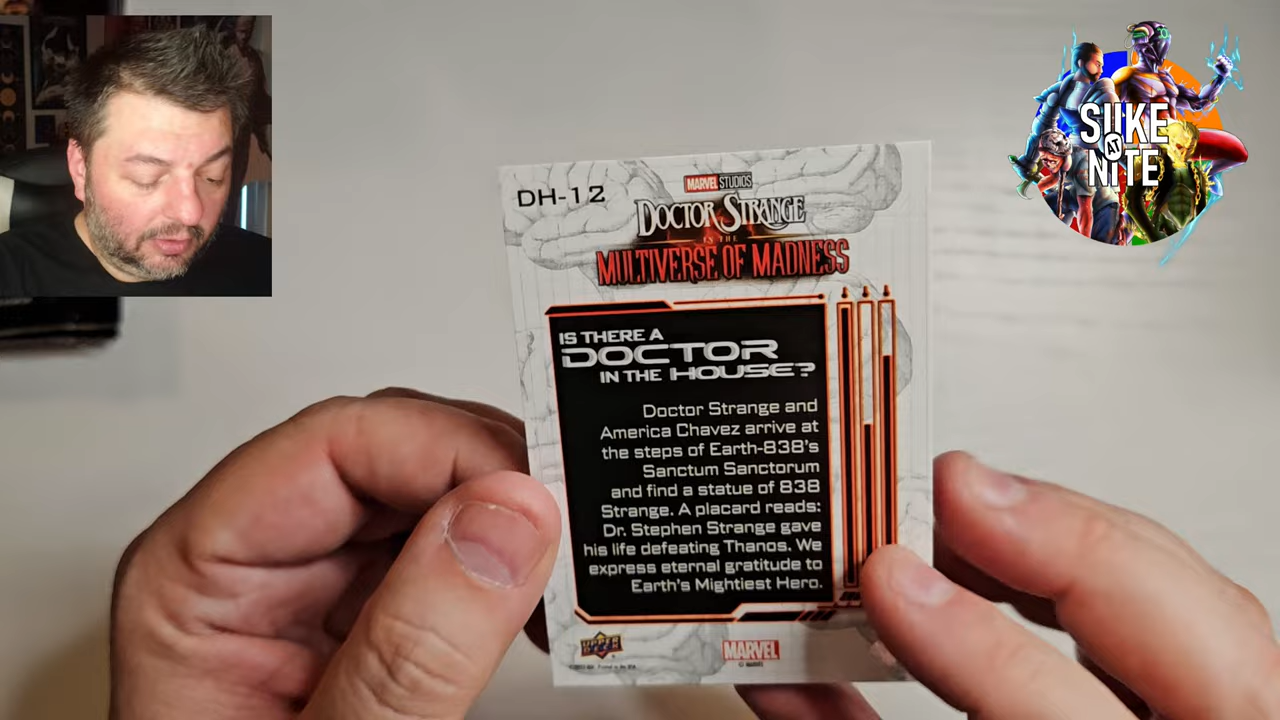 SIIKE
AT
NITE
DH-12
MARVEL STUDIOS
DOCTOR STRANGE
IN THE
MULTIVERSE OF MADNESS
IS THERE A
DOCTOR
IN THE HOUSE?
Doctor Strange and
America Chavez arrive at
the steps of Earth-838's
Sanctum Sanctorum
and find a statue of 838
Strange. A placard reads:
Dr. Stephen Strange gave
his life defeating Thanos. We
express eternal gratitude to
Earth's Mightiest Hero.
UPPER
DECK
MARVEL
© MARVEL